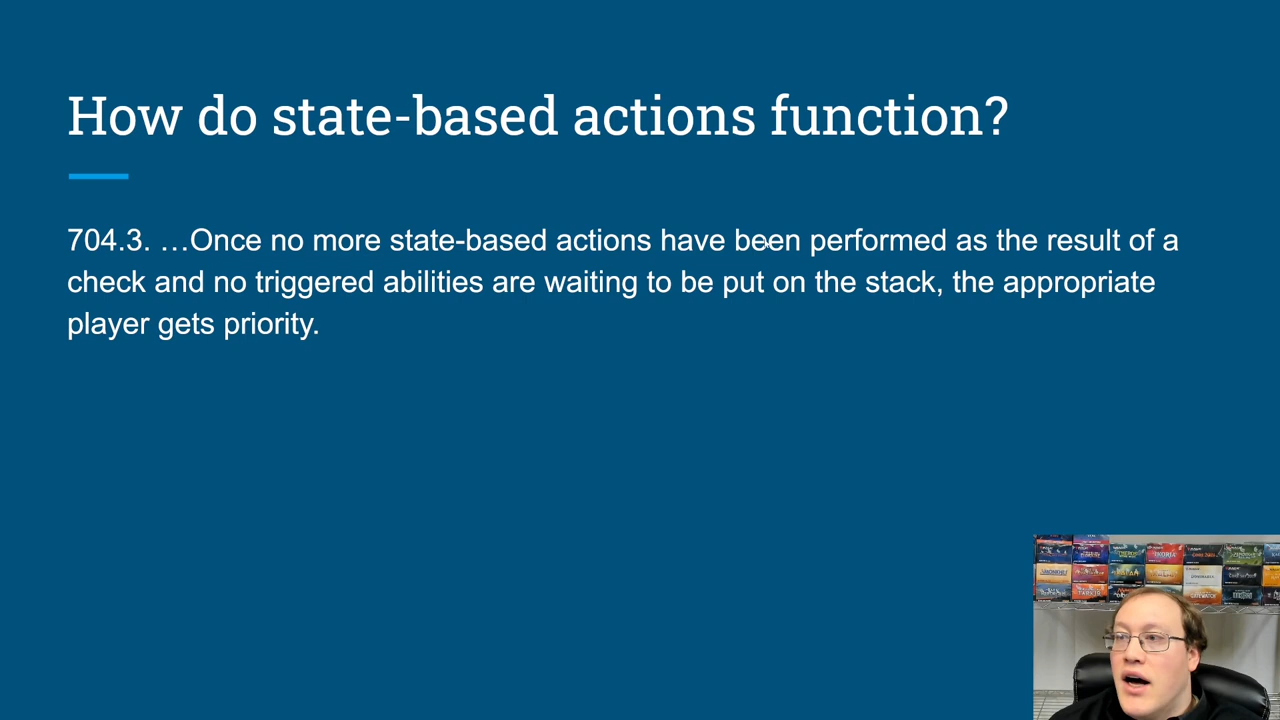 How do state-based actions function?
704.3. …Once no more state-based actions have been performed as the result of a
check and no triggered abilities are waiting to be put on the stack, the appropriate
player gets priority.
IKORIA